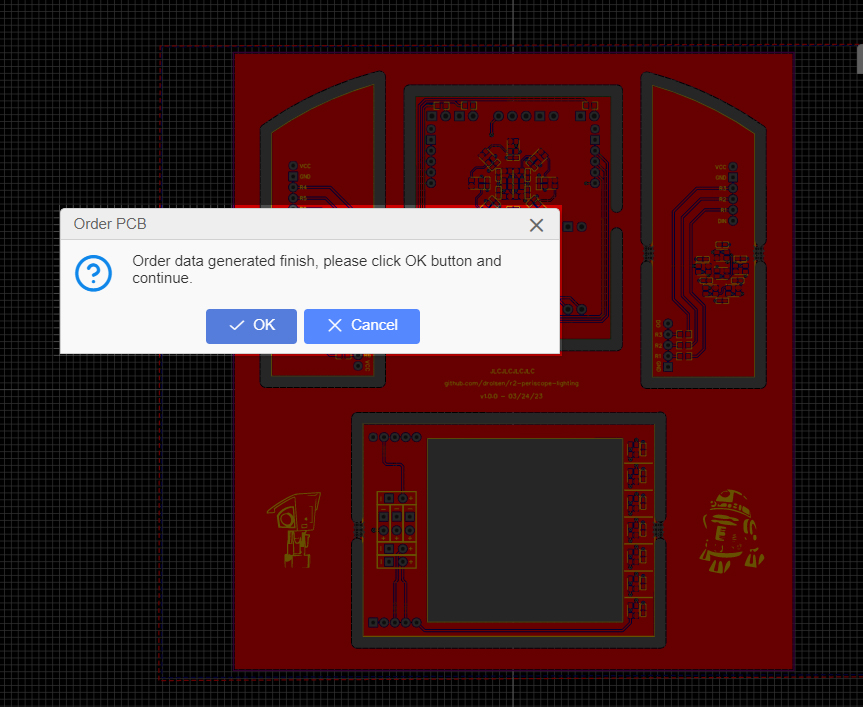 VCC
GND
R4
R5
VCC
GND
R3
R2
R1
DIN
Order PCB
Order data generated finish, please click OK button and
continue.
OK
Cancel
JLCJLCJLCJLC
github.com/droisen/r2-periscope-lighting
v1.0.0 - 03/24/23